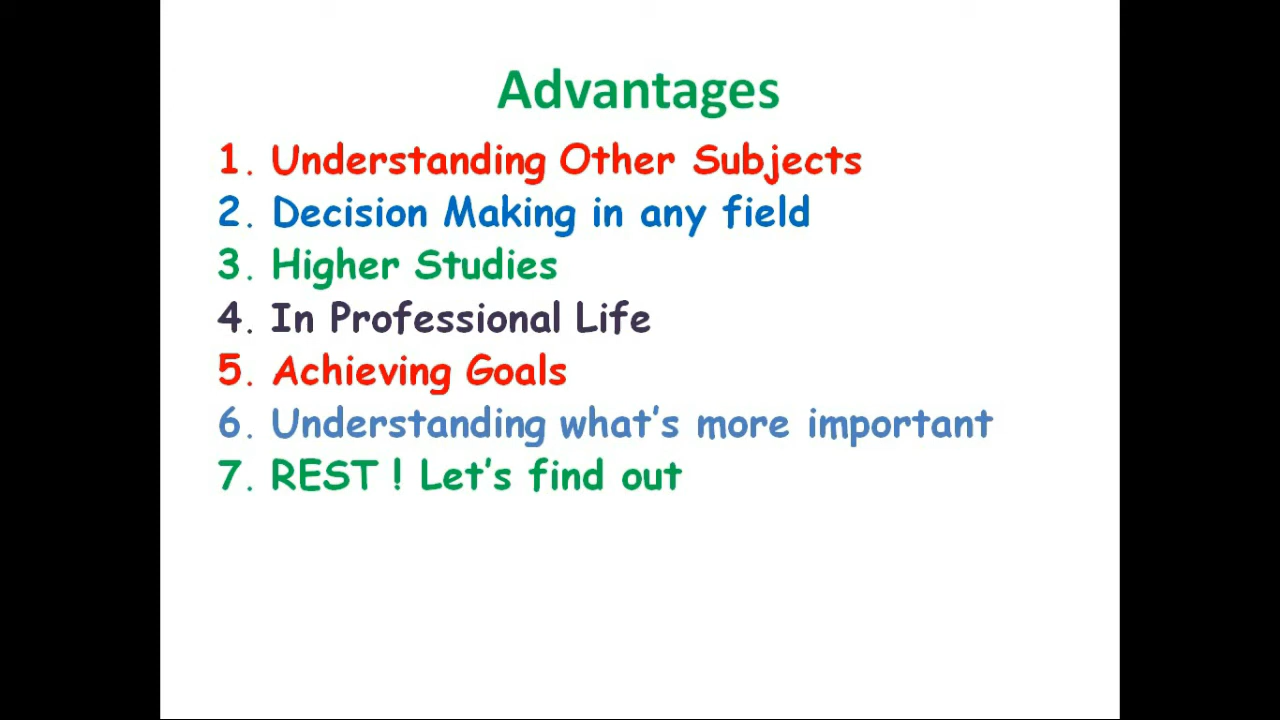 Advantages
1. Understanding Other Subjects
2. Decision Making in any field
3. Higher Studies
4. In Professional Life
5. Achieving Goals
6. Understanding what's more important
7. REST ! Let's find out